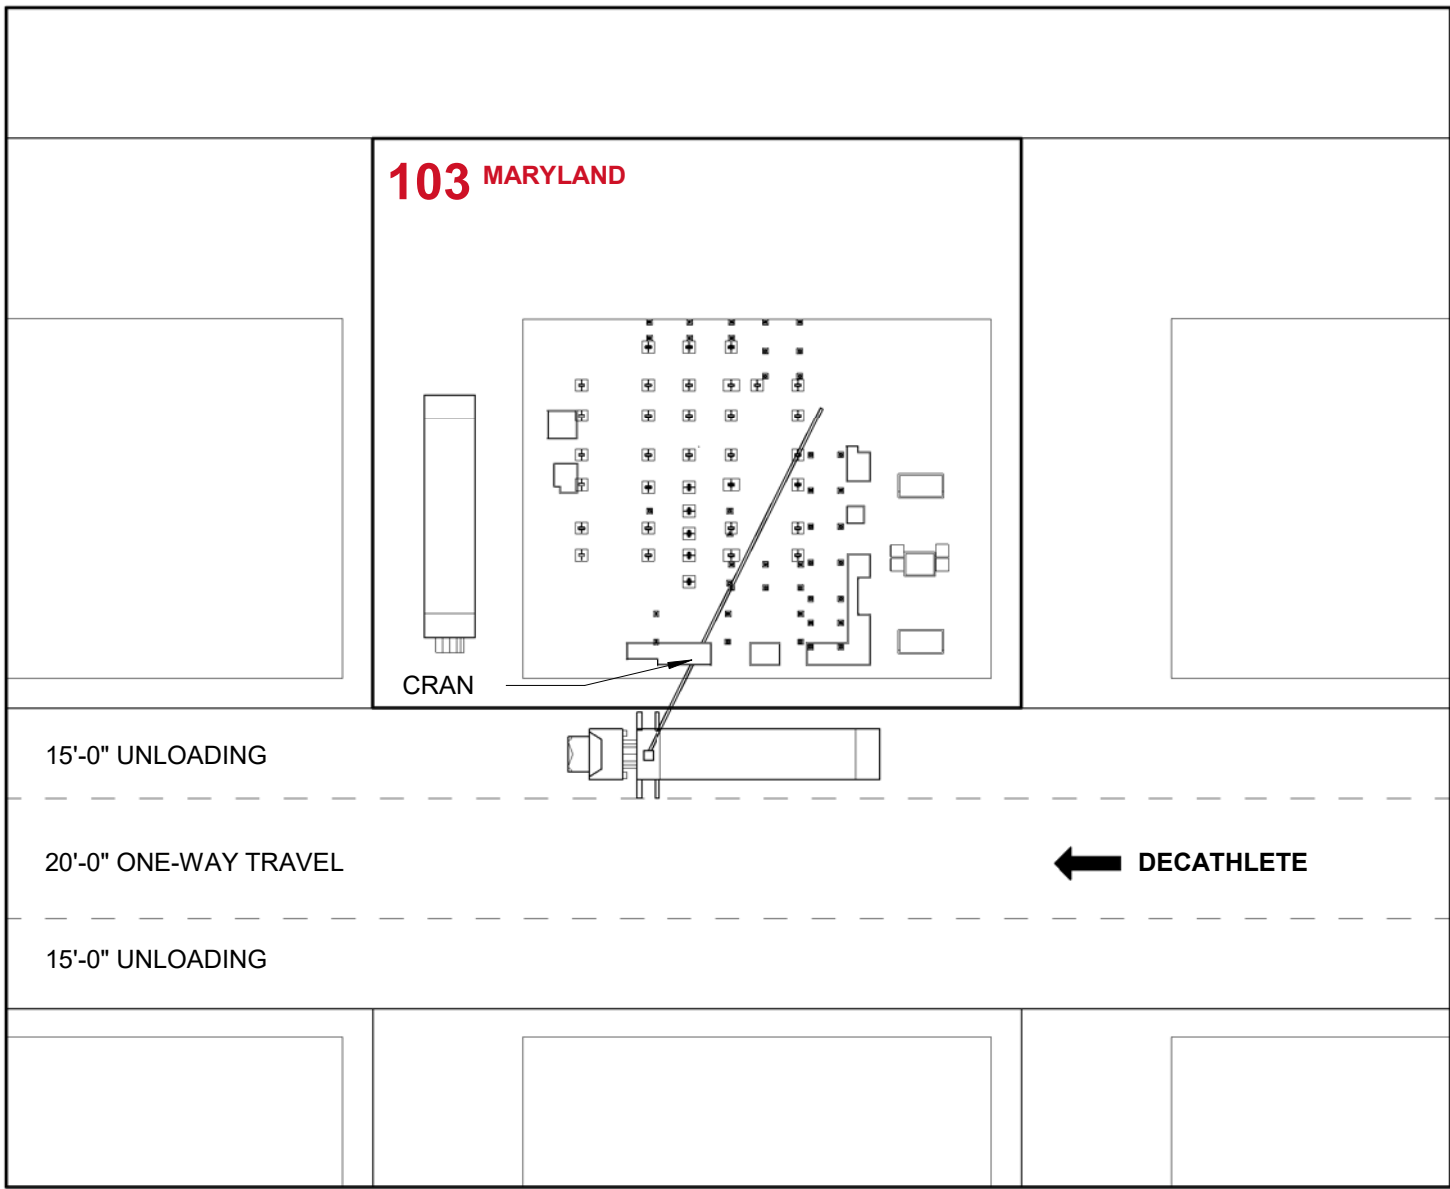 103 MARYLAND
CRAN
15'-0" UNLOADING
20'-0" ONE-WAY TRAVEL
DECATHLETE
15'-0" UNLOADING